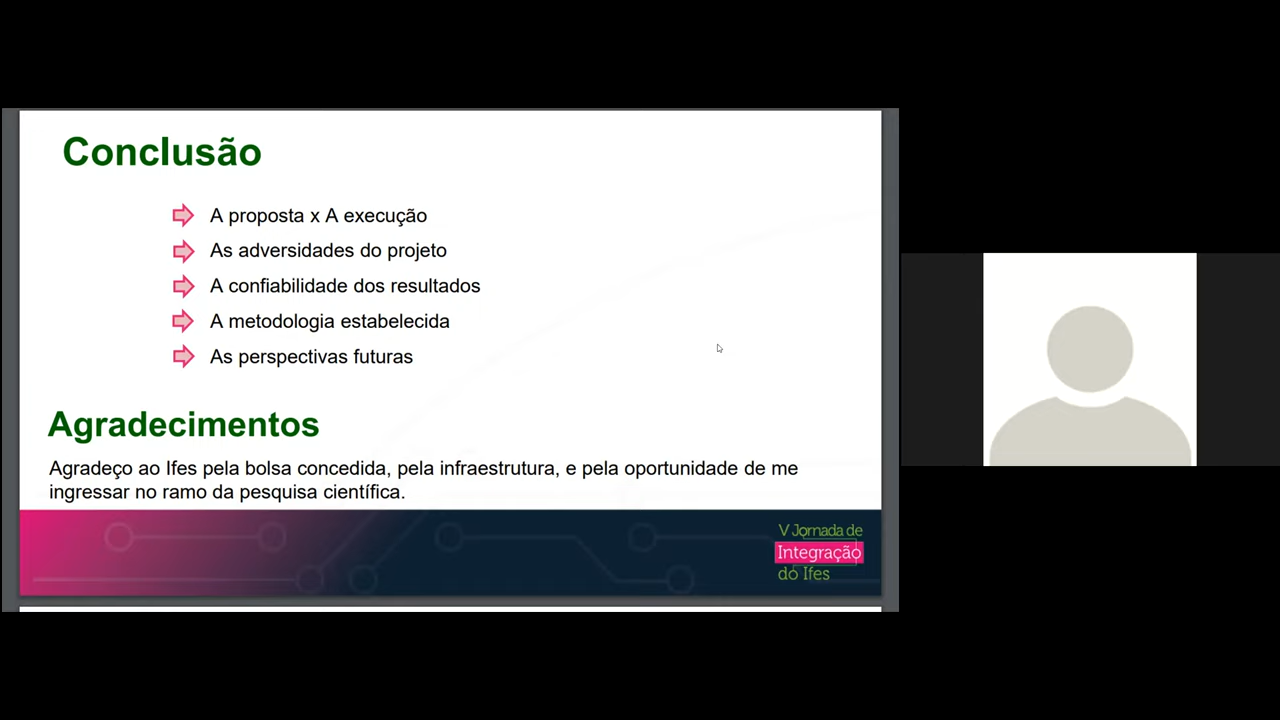 Conclusão
A proposta x A execução
As adversidades do projeto
A confiabilidade dos resultados
A metodologia estabelecida
As perspectivas futuras
Agradecimentos
Agradeço ao Ifes pela bolsa concedida, pela infraestrutura, e pela oportunidade de me
ingressar no ramo da pesquisa científica.
V Jornada de
Integração
do Ifes